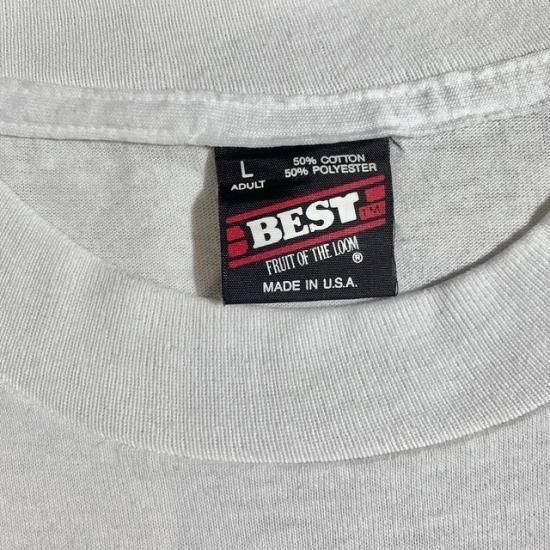 L 50% COTTON
ADULT 50% POLYESTER
BEST TM
FRUIT OF THE LOOM ®
MADE IN U.S.A.